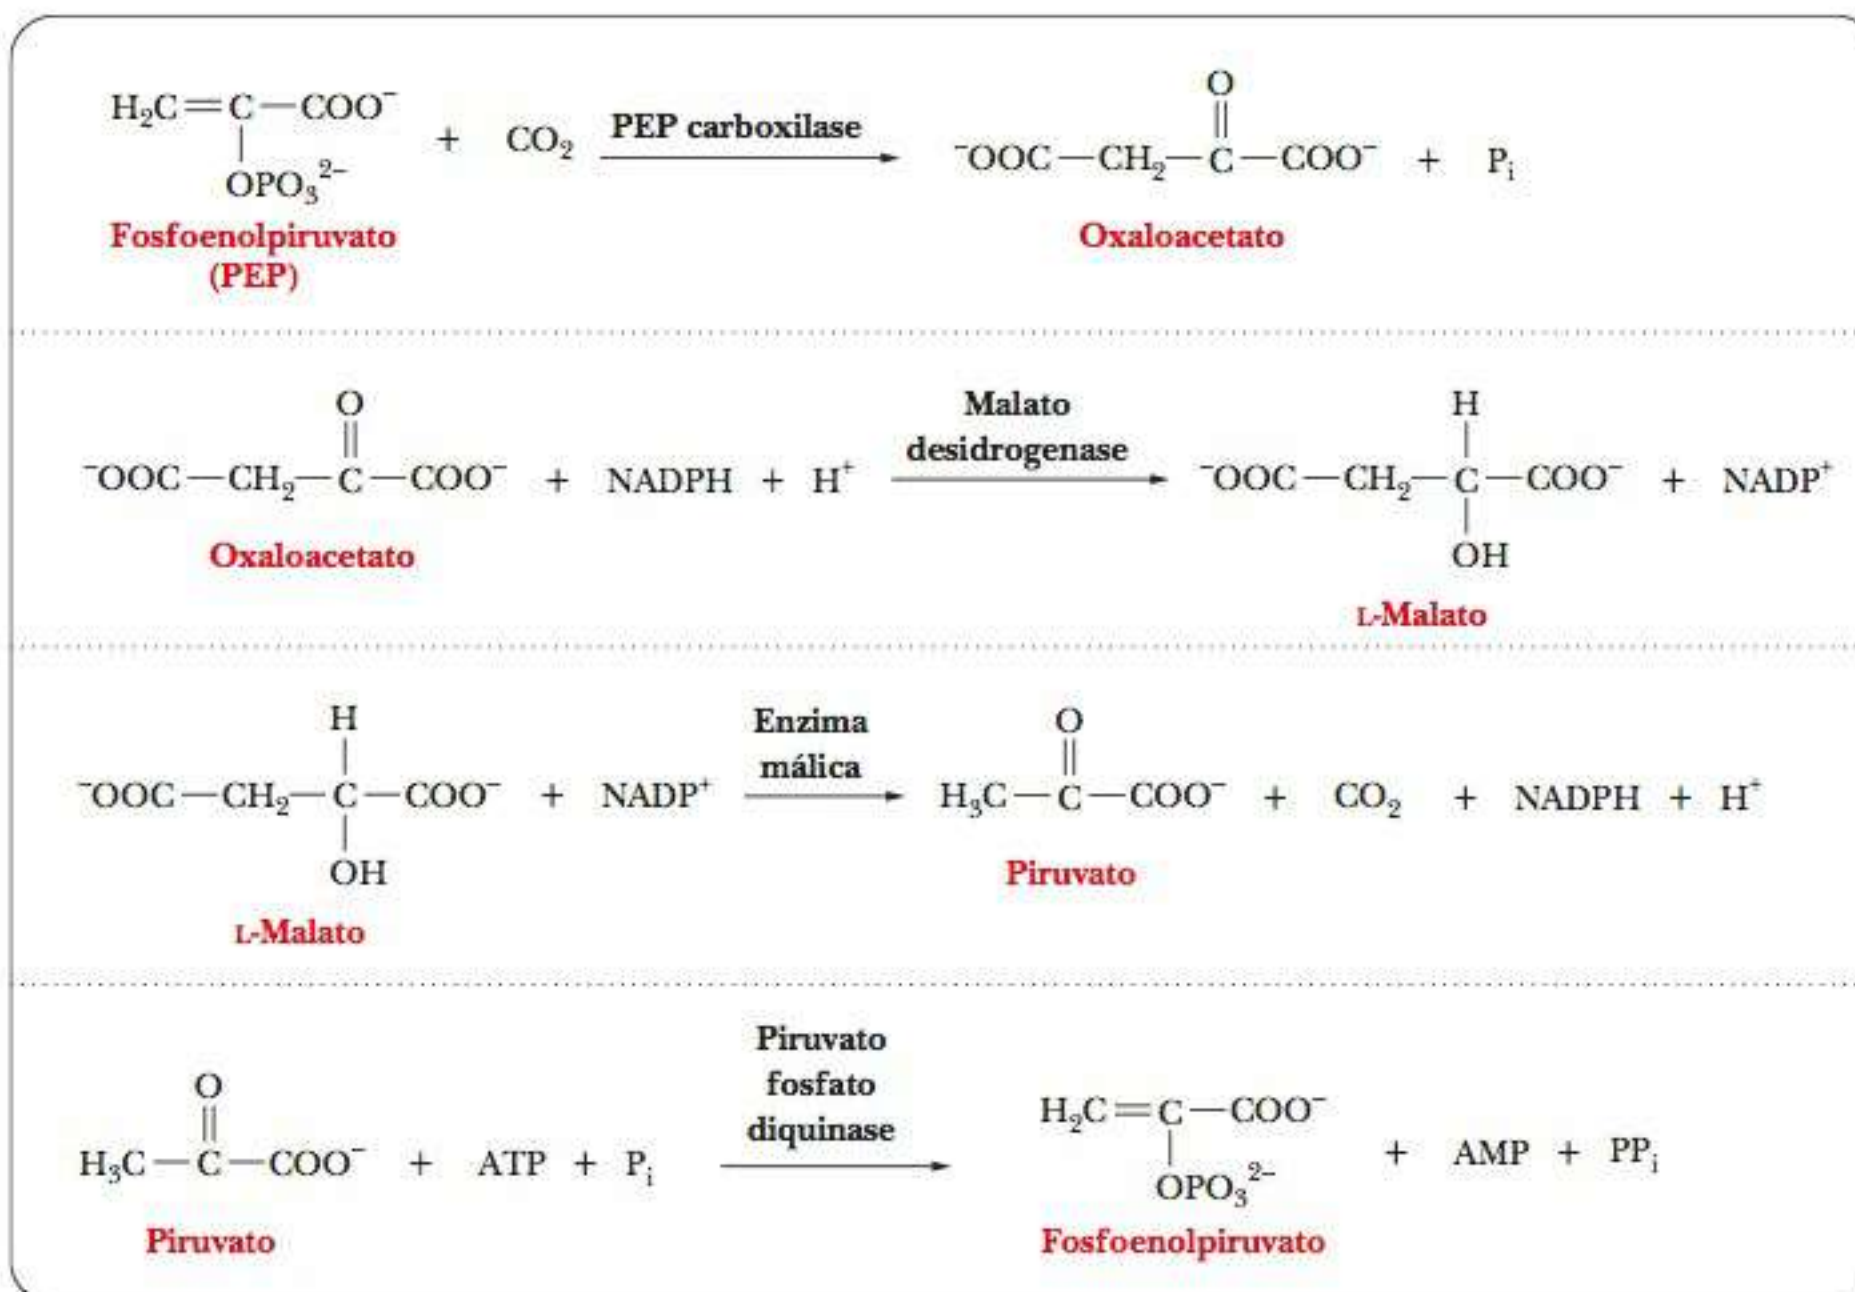 O
H₂C=C—COO⁻ + CO₂ PEP carboxilase ⁻OOC—CH₂—C—COO⁻ + Pᵢ
OPO₃²⁻
Fosfoenolpiruvato
(PEP)
Oxaloacetato
O
Malato
desidrogenase
H
⁻OOC—CH₂—C—COO⁻ + NADPH + H⁺ ⁻OOC—CH₂—C—COO⁻ + NADP⁺
OH
Oxaloacetato
L-Malato
H
Enzima
málica
O
⁻OOC—CH₂—C—COO⁻ + NADP⁺ H₃C—C—COO⁻ + CO₂ + NADPH + H⁺
OH
L-Malato
Piruvato
Piruvato
fosfato
diquinase
O
H₃C—C—COO⁻ + ATP + Pᵢ H₂C=C—COO⁻ + AMP + PPᵢ
OPO₃²⁻
Piruvato
Fosfoenolpiruvato